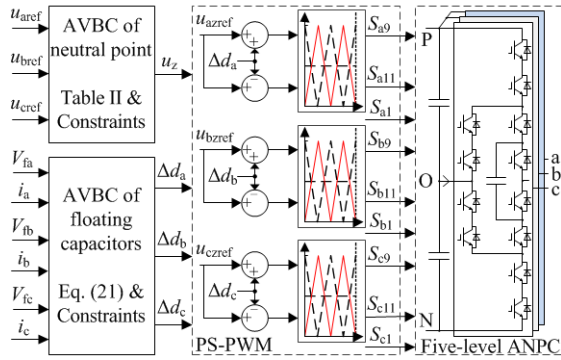 u_aref
u_bref
u_cref
AVBC of
neutral point
Table II &
Constraints
u_z
V_fa
i_a
V_fb
i_b
V_fc
i_c
AVBC of
floating
capacitors
Eq. (21) &
Constraints
Δd_a
Δd_b
Δd_c
u_azref
Δd_a
u_bzref
Δd_b
u_czref
Δd_c
PS-PWM
S_a9
S_a11
S_a1
S_b9
S_b11
S_b1
S_c9
S_c11
S_c1
P
O
N
a
b
c
Five-level ANPC